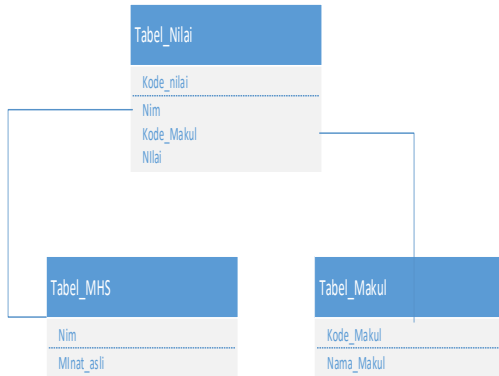 Tabel_Nilai
Kode_nilai
Nim
Kode_Makul
NIlai
Tabel_MHS
Nim
MInat_asli
Tabel_Makul
Kode_Makul
Nama_Makul